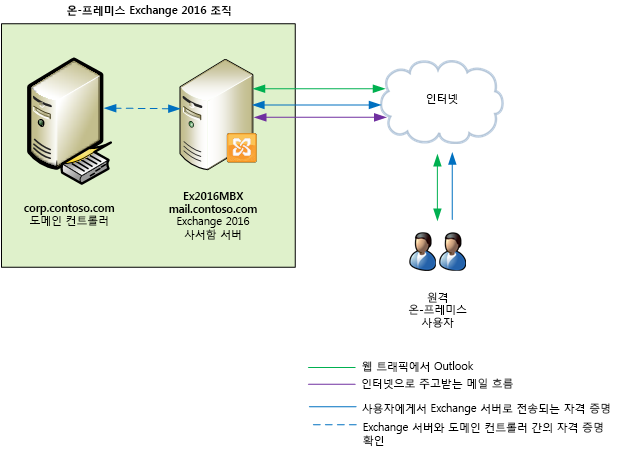 온-프레미스 Exchange 2016 조직
인터넷
corp.contoso.com
도메인 컨트롤러
Ex2016MBX
mail.contoso.com
Exchange 2016
사서함 서버
원격
온-프레미스
사용자
웹 트래픽에서 Outlook
인터넷으로 주고받는 메일 흐름
사용자에게서 Exchange 서버로 전송되는 자격 증명
Exchange 서버와 도메인 컨트롤러 간의 자격 증명
확인